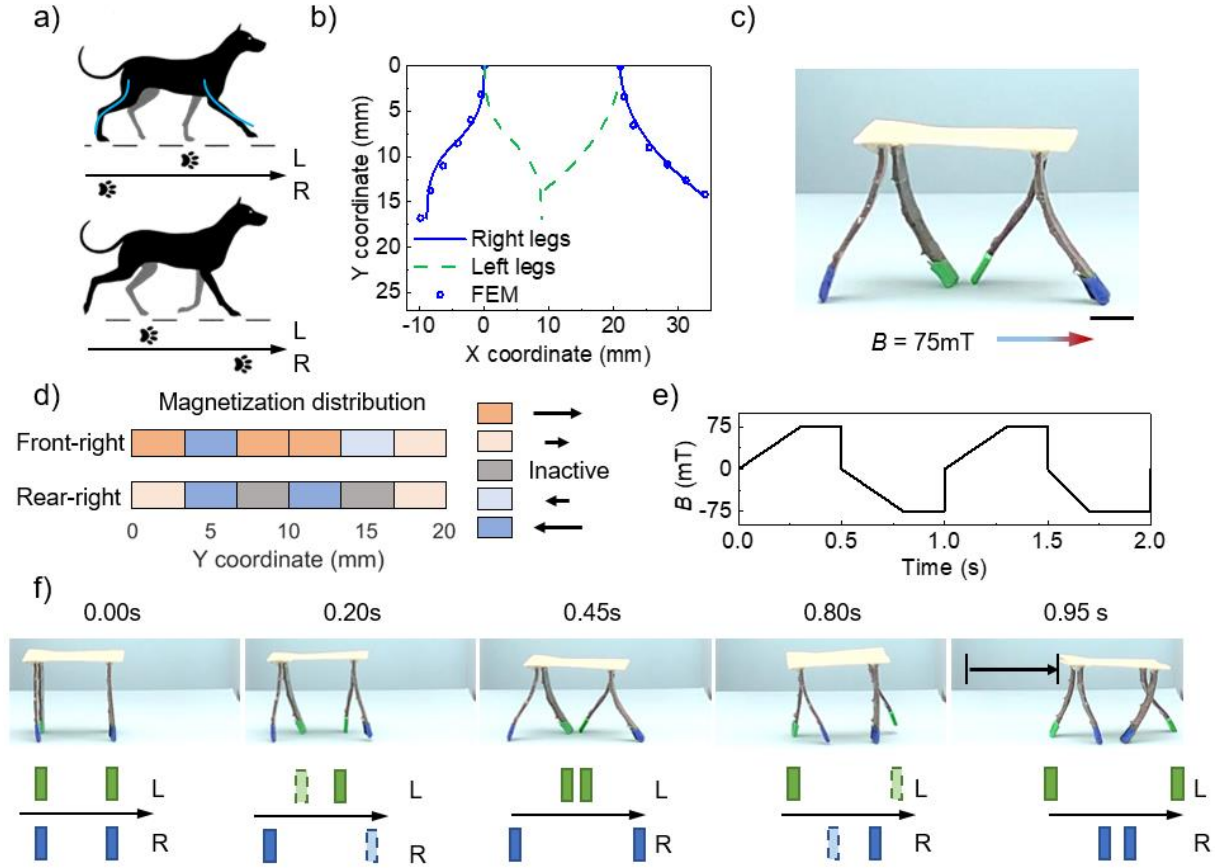 a)
L
R
L
R
b)
0
5
10
15
20
25
Y coordinate (mm)
Right legs
Left legs
FEM
-10 0 10 20 30
X coordinate (mm)
c)
B = 75mT
d)
Magnetization distribution
Front-right
Rear-right
0 5 10 15 20
Y coordinate (mm)
Inactive
e)
75
0
-75
B (mT)
0.0 0.5 1.0 1.5 2.0
Time (s)
f)
0.00s 0.20s 0.45s 0.80s 0.95 s
L L L L L
R R R R R